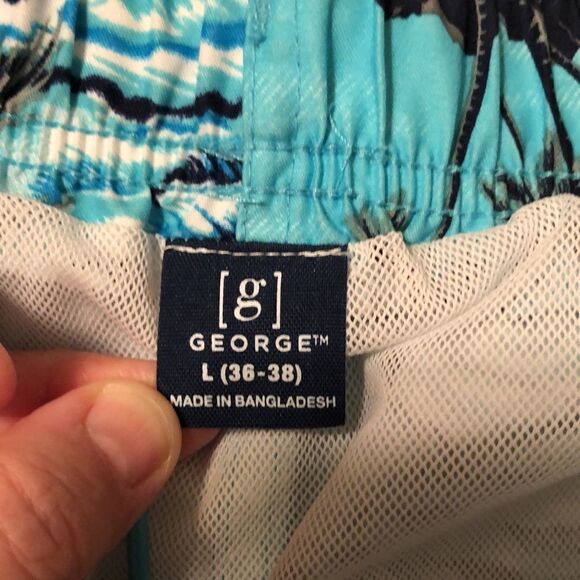 [g]
GEORGE™
L (36-38)
MADE IN BANGLADESH